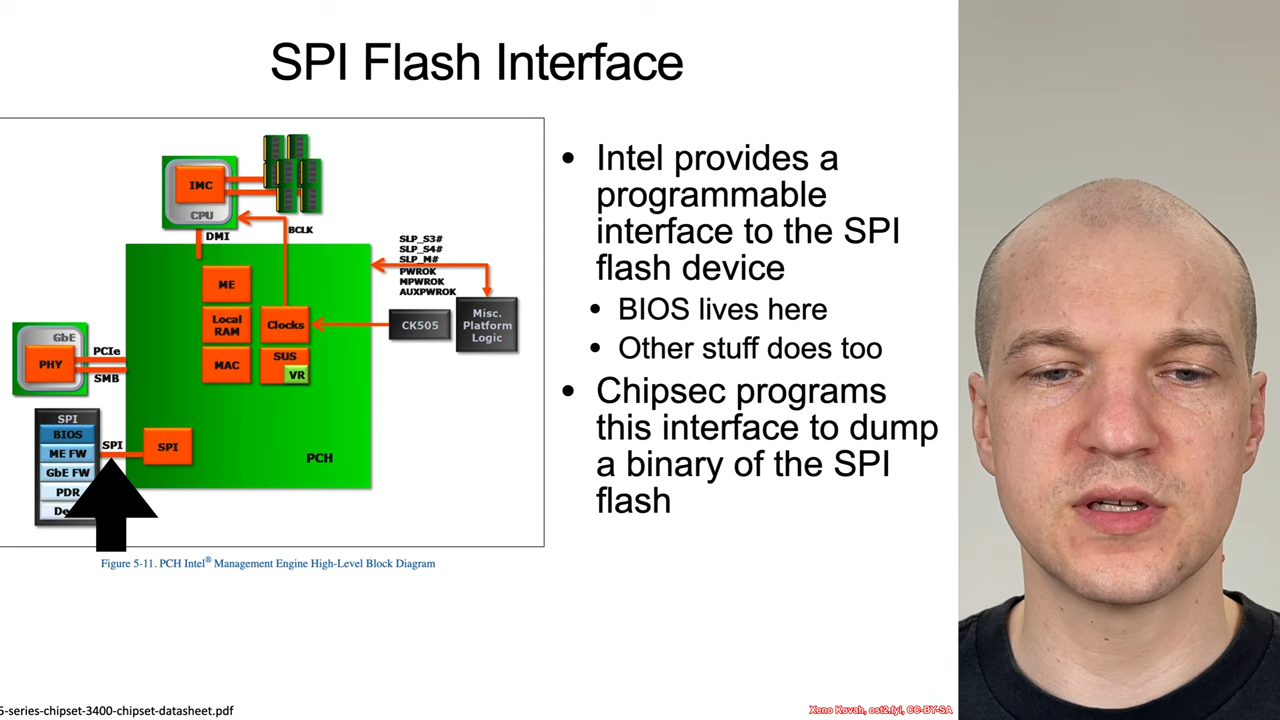 SPI Flash Interface
IMC
CPU
DMI
BCLK
SLP_S3#
SLP_S4#
SLP_M#
PWROK
MPWROK
AUXPWROK
ME
Local
RAM
Clocks
CK505
Misc.
Platform
Logic
MAC
SUS
VR
GbE
PHY
PCIe
SMB
SPI
BIOS
ME FW
GbE FW
PDR
SPI
SPI
PCH
Figure 5-11. PCH Intel® Management Engine High-Level Block Diagram
• Intel provides a
programmable
interface to the SPI
flash device
• BIOS lives here
• Other stuff does too
• Chipsec programs
this interface to dump
a binary of the SPI
flash
5-series-chipset-3400-chipset-datasheet.pdf
Xeno Kovah, ost2.fyi, CC-BY-SA